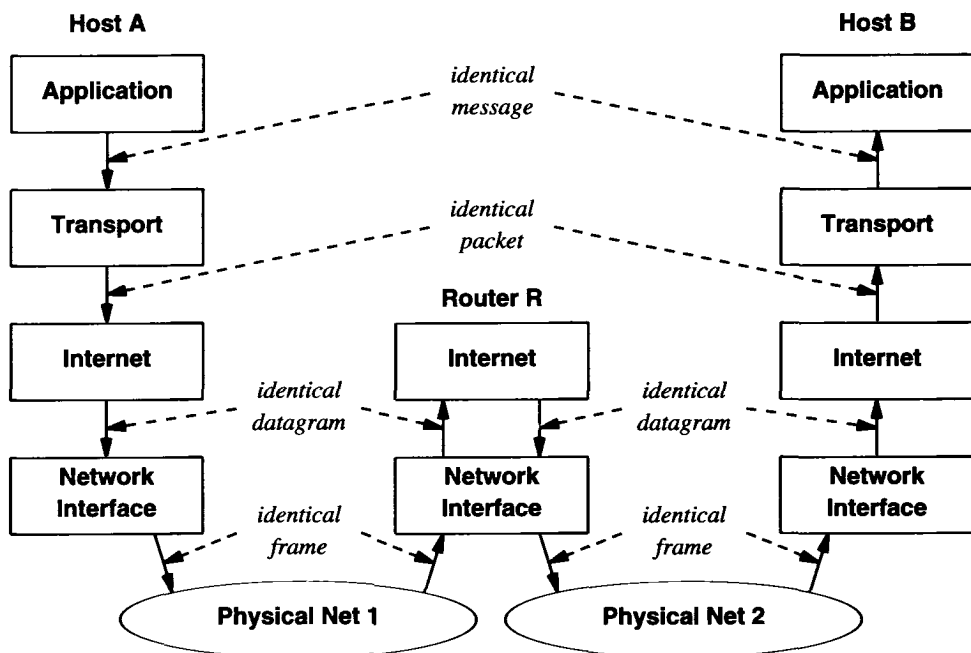 Host A
Host B
Application
identical
message
Application
Transport
identical
packet
Transport
Router R
Internet
Internet
Internet
identical
datagram
identical
datagram
Network
Interface
Network
Interface
Network
Interface
identical
frame
identical
frame
Physical Net 1
Physical Net 2